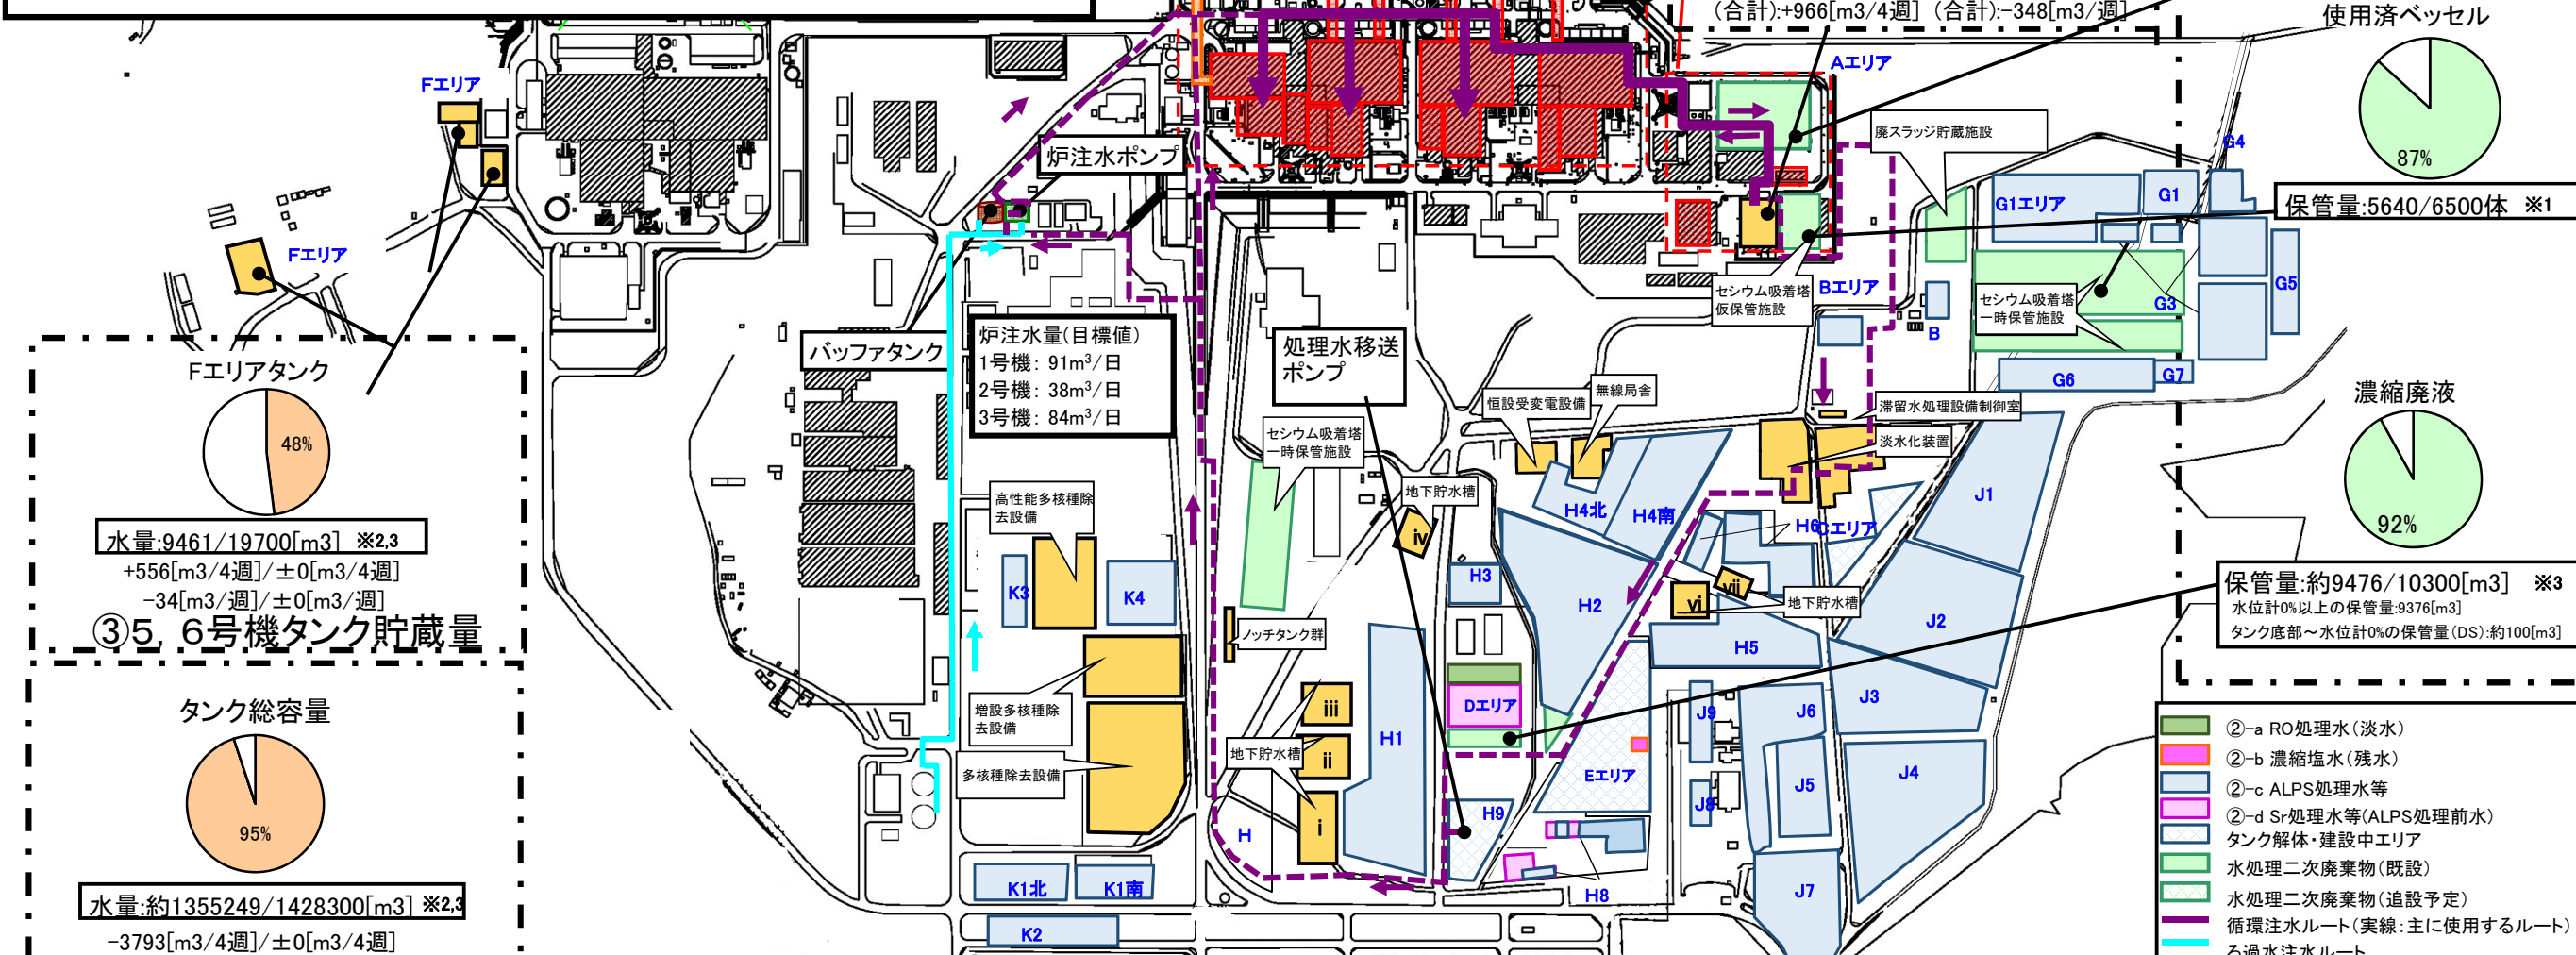 (合計):+966[m3/4週] (合計):-348[m3/週]
使用済ベッセル
87%
保管量:5640/6500体 ※1
濃縮廃液
92%
保管量:約9476/10300[m3] ※3
水位計0%以上の保管量:9376[m3]
タンク底部～水位計0%の保管量(DS):約100[m3]
Fエリア
Fエリア
Fエリアタンク
48%
水量:9461/19700[m3] ※2,3
+556[m3/4週]/±0[m3/4週]
-34[m3/週]/±0[m3/週]
③5, 6号機タンク貯蔵量
タンク総容量
95%
水量:約1355249/1428300[m3] ※2,3
-3793[m3/4週]/±0[m3/4週]
炉注水ポンプ
バッファタンク
炉注水量(目標値)
1号機: 91m³/日
2号機: 38m³/日
3号機: 84m³/日
処理水移送
ポンプ
Aエリア
廃スラッジ貯蔵施設
G4
G1エリア
G1
G5
セシウム吸着塔
仮保管施設
Bエリア
B
セシウム吸着塔
一時保管施設
G3
G6
G7
恒設受変電設備
無線局舎
滞留水処理設備制御室
淡水化装置
セシウム吸着塔
一時保管施設
地下貯水槽
iv
H4北
H4南
H6
Cエリア
J1
高性能多核種除
去設備
K3
K4
H3
H2
vi
vii
地下貯水槽
J2
H5
ノッチタンク群
増設多核種除
去設備
多核種除去設備
iii
ii
i
地下貯水槽
H1
Dエリア
Eエリア
J9
J6
J3
J5
J4
J8
H
H9
H8
J7
K1北
K1南
K2
②-a RO処理水(淡水)
②-b 濃縮塩水(残水)
②-c ALPS処理水等
②-d Sr処理水等(ALPS処理前水)
タンク解体・建設中エリア
水処理二次廃棄物(既設)
水処理二次廃棄物(追設予定)
循環注水ルート(実線:主に使用するルート)
ろ過水注水ルート